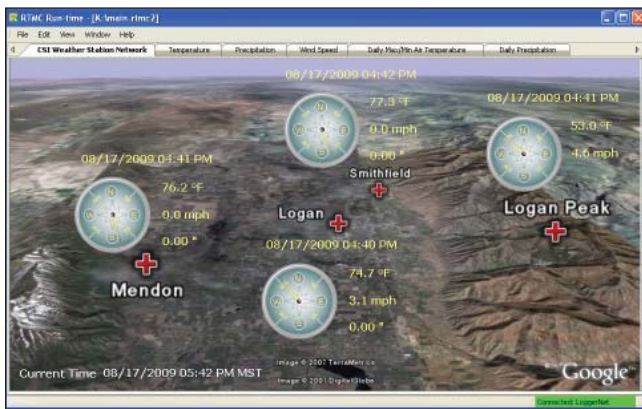 RTMC Run-time - [K:\main.rtmc2]
File Edit View Window Help
CSI Weather Station Network Temperature Precipitation Wind Speed Daily Max/Min Air Temperature Daily Precipitation
08/17/2009 04:42 PM
77.3 °F
0.0 mph
0.00 "
Smithfield
08/17/2009 04:41 PM
53.0 °F
4.6 mph
Logan Peak
08/17/2009 04:41 PM
76.2 °F
0.0 mph
0.00 "
Mendon
Logan
08/17/2009 04:40 PM
74.7 °F
3.1 mph
0.00 "
N
E
S
W
N
E
S
W
N
E
S
W
N
E
S
W
Image © 2007 TerraMetrics
Image © 2001 DigitalGlobe
Current Time 08/17/2009 05:42 PM MST
Google™
Connected: LoggerNet